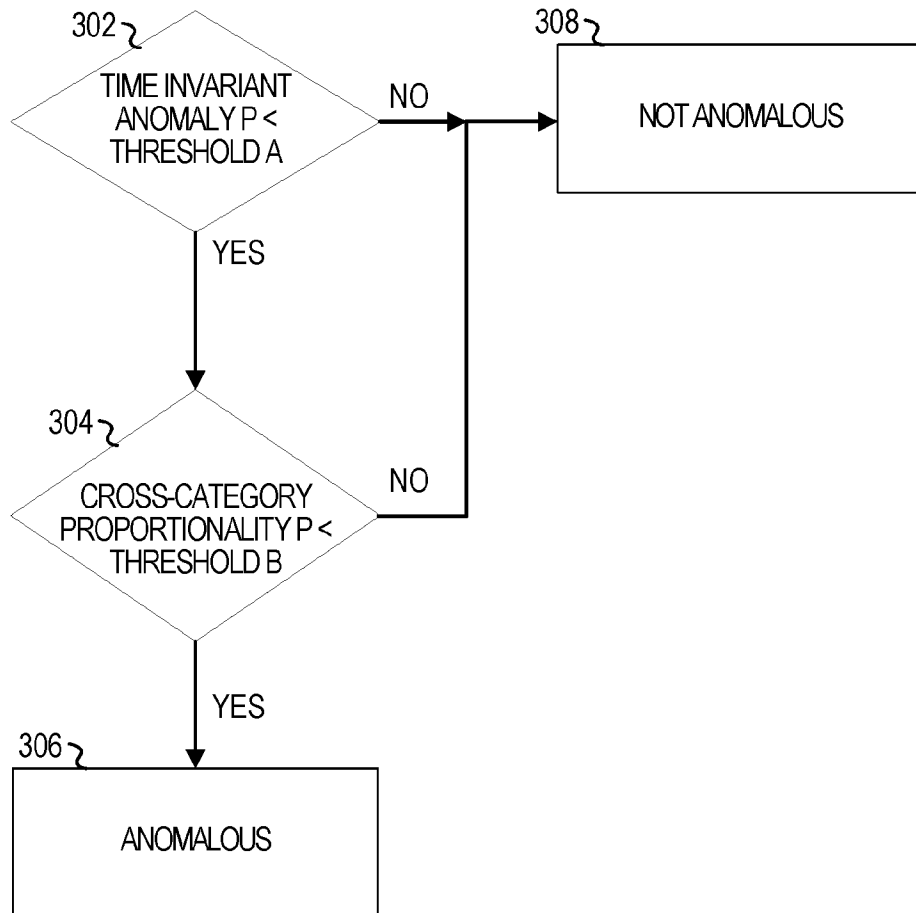 302
TIME INVARIANT
ANOMALY P <
THRESHOLD A
NO
308
NOT ANOMALOUS
YES
304
CROSS-CATEGORY
PROPORTIONALITY P <
THRESHOLD B
NO
YES
306
ANOMALOUS